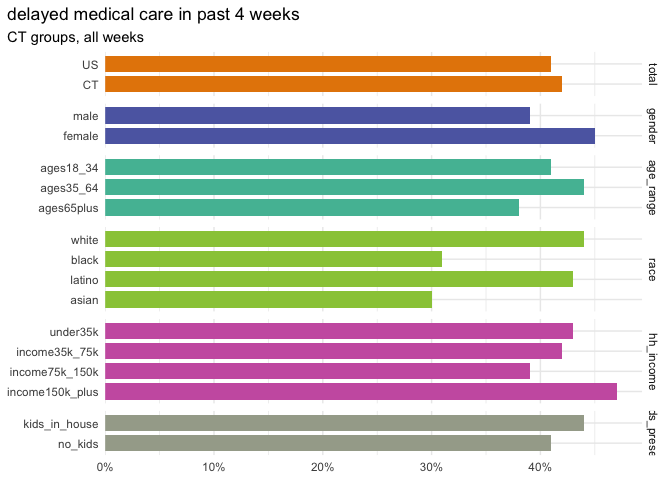 delayed medical care in past 4 weeks
CT groups, all weeks
US
CT
total
male
female
gender
ages18_34
ages35_64
ages65plus
age_range
white
black
latino
asian
race
under35k
income35k_75k
income75k_150k
income150k_plus
hh_income
kids_in_house
no_kids
ds_prese
0%
10%
20%
30%
40%